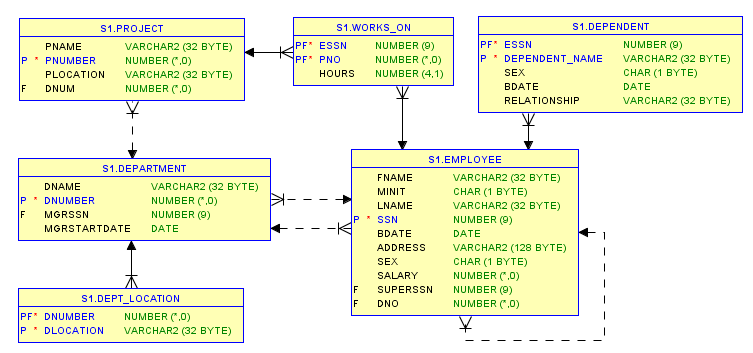 S1.PROJECT
PNAME VARCHAR2 (32 BYTE)
P * PNUMBER NUMBER (*,0)
PLOCATION VARCHAR2 (32 BYTE)
F DNUM NUMBER (*,0)
S1.WORKS_ON
PF* ESSN NUMBER (9)
PF* PNO NUMBER (*,0)
HOURS NUMBER (4,1)
S1.DEPENDENT
PF* ESSN NUMBER (9)
P * DEPENDENT_NAME VARCHAR2 (32 BYTE)
SEX CHAR (1 BYTE)
BDATE DATE
RELATIONSHIP VARCHAR2 (32 BYTE)
S1.DEPARTMENT
DNAME VARCHAR2 (32 BYTE)
P * DNUMBER NUMBER (*,0)
F MGRSSN NUMBER (9)
MGRSTARTDATE DATE
S1.EMPLOYEE
FNAME VARCHAR2 (32 BYTE)
MINIT CHAR (1 BYTE)
LNAME VARCHAR2 (32 BYTE)
P * SSN NUMBER (9)
BDATE DATE
ADDRESS VARCHAR2 (128 BYTE)
SEX CHAR (1 BYTE)
SALARY NUMBER (*,0)
F SUPERSSN NUMBER (9)
F DNO NUMBER (*,0)
S1.DEPT_LOCATION
PF* DNUMBER NUMBER (*,0)
P * DLOCATION VARCHAR2 (32 BYTE)